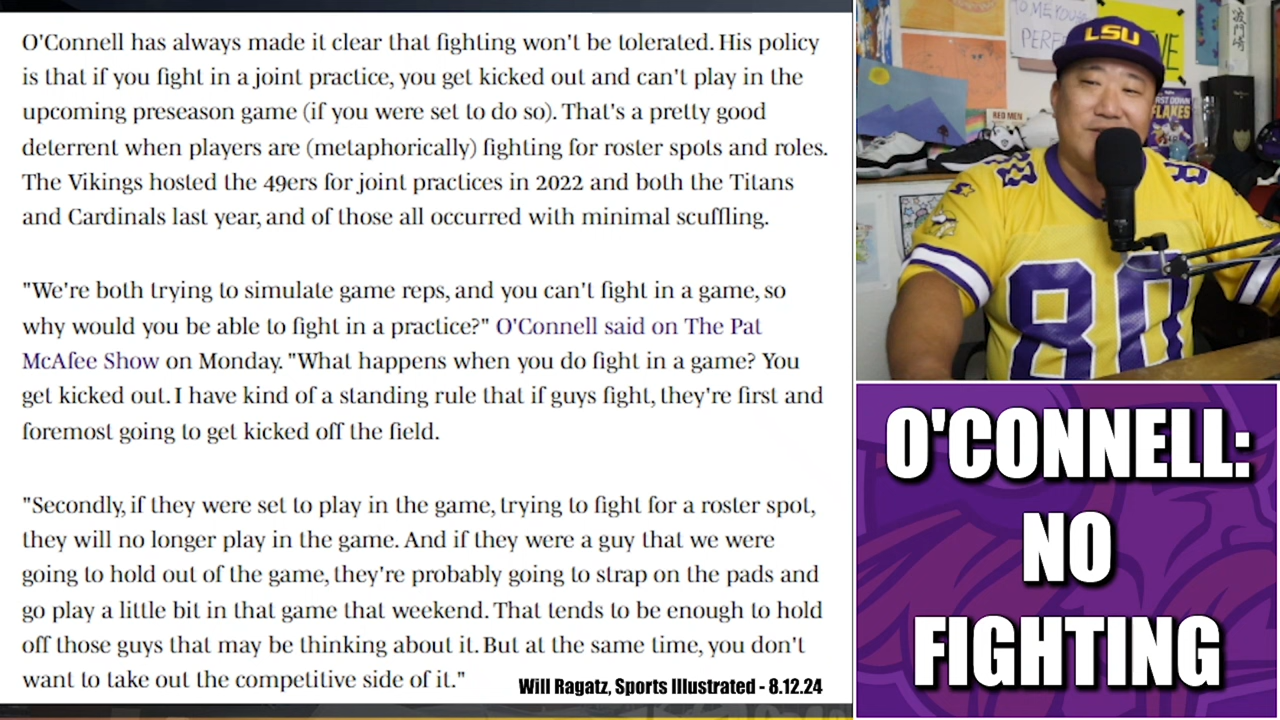 O'Connell has always made it clear that fighting won't be tolerated. His policy
is that if you fight in a joint practice, you get kicked out and can't play in the
upcoming preseason game (if you were set to do so). That's a pretty good
deterrent when players are (metaphorically) fighting for roster spots and roles.
The Vikings hosted the 49ers for joint practices in 2022 and both the Titans
and Cardinals last year, and of those all occurred with minimal scuffling.
"We're both trying to simulate game reps, and you can't fight in a game, so
why would you be able to fight in a practice?" O'Connell said on The Pat
McAfee Show on Monday. "What happens when you do fight in a game? You
get kicked out. I have kind of a standing rule that if guys fight, they're first and
foremost going to get kicked off the field.
"Secondly, if they were set to play in the game, trying to fight for a roster spot,
they will no longer play in the game. And if they were a guy that we were
going to hold out of the game, they're probably going to strap on the pads and
go play a little bit in that game that weekend. That tends to be enough to hold
off those guys that may be thinking about it. But at the same time, you don't
want to take out the competitive side of it."
Will Ragatz, Sports Illustrated - 8.12.24
LSU
RED MEN
80
O'CONNELL:
NO
FIGHTING